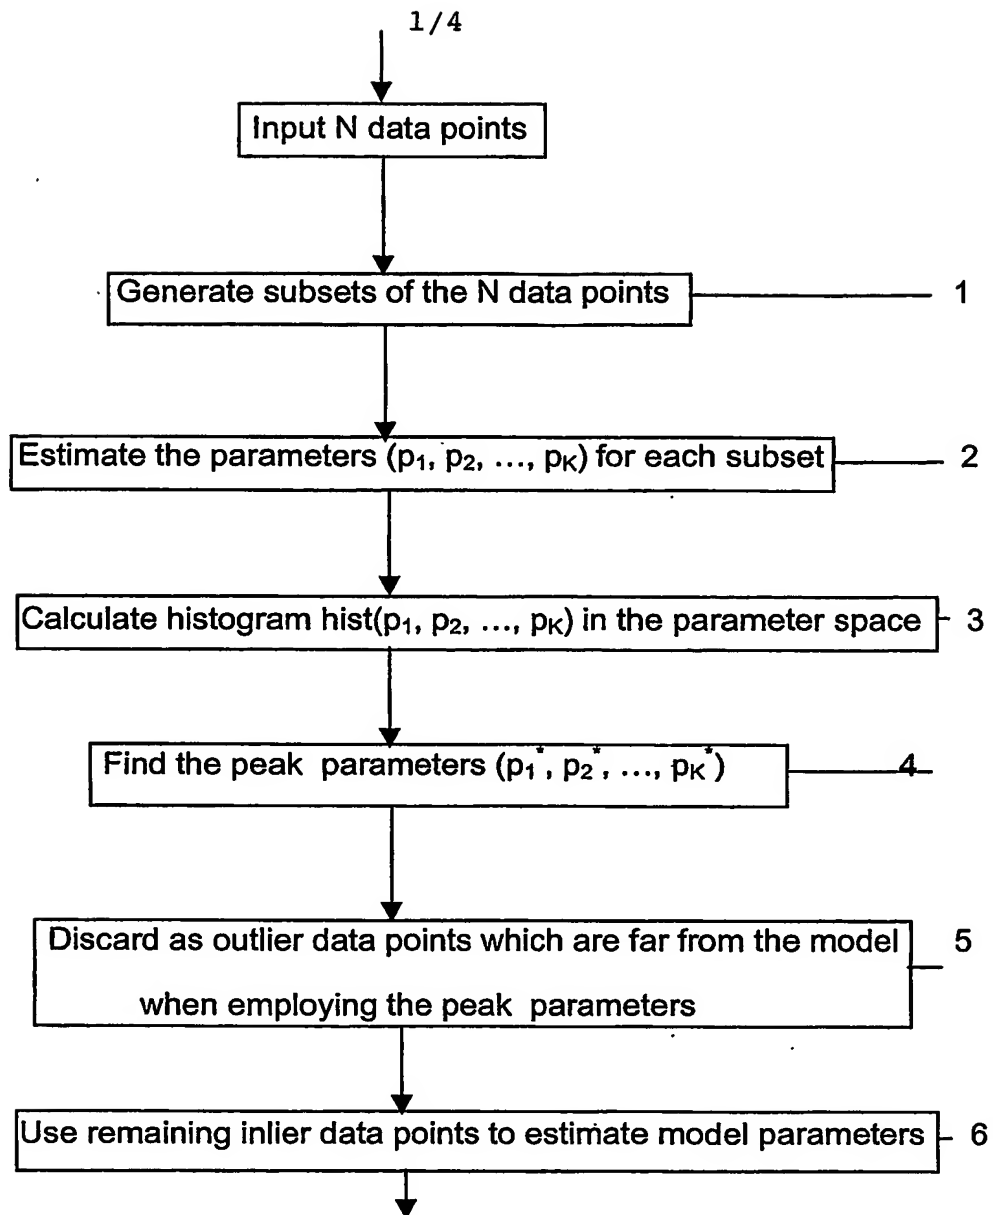 1/4
Input N data points
Generate subsets of the N data points 1
Estimate the parameters (p₁, p₂, ..., pK) for each subset 2
Calculate histogram hist(p₁, p₂, ..., pK) in the parameter space 3
Find the peak parameters (p₁*, p₂*, ..., pK*) 4
Discard as outlier data points which are far from the model 5
when employing the peak parameters
Use remaining inlier data points to estimate model parameters 6